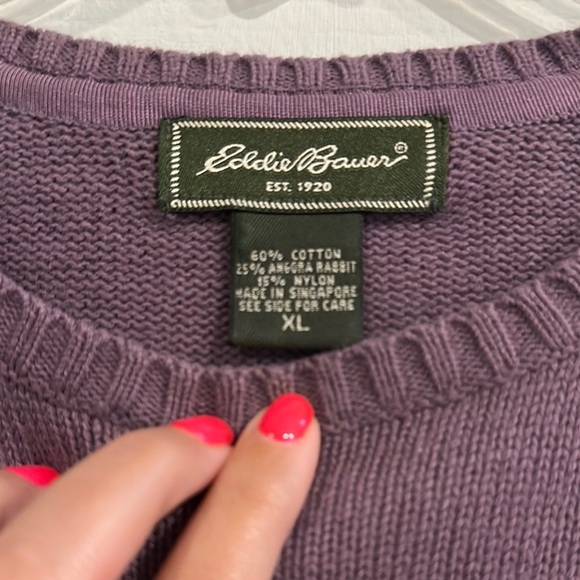 Eddie Bauer®
EST. 1920
60% COTTON
25% ANGORA RABBIT
15% NYLON
MADE IN SINGAPORE
SEE SIDE FOR CARE
XL